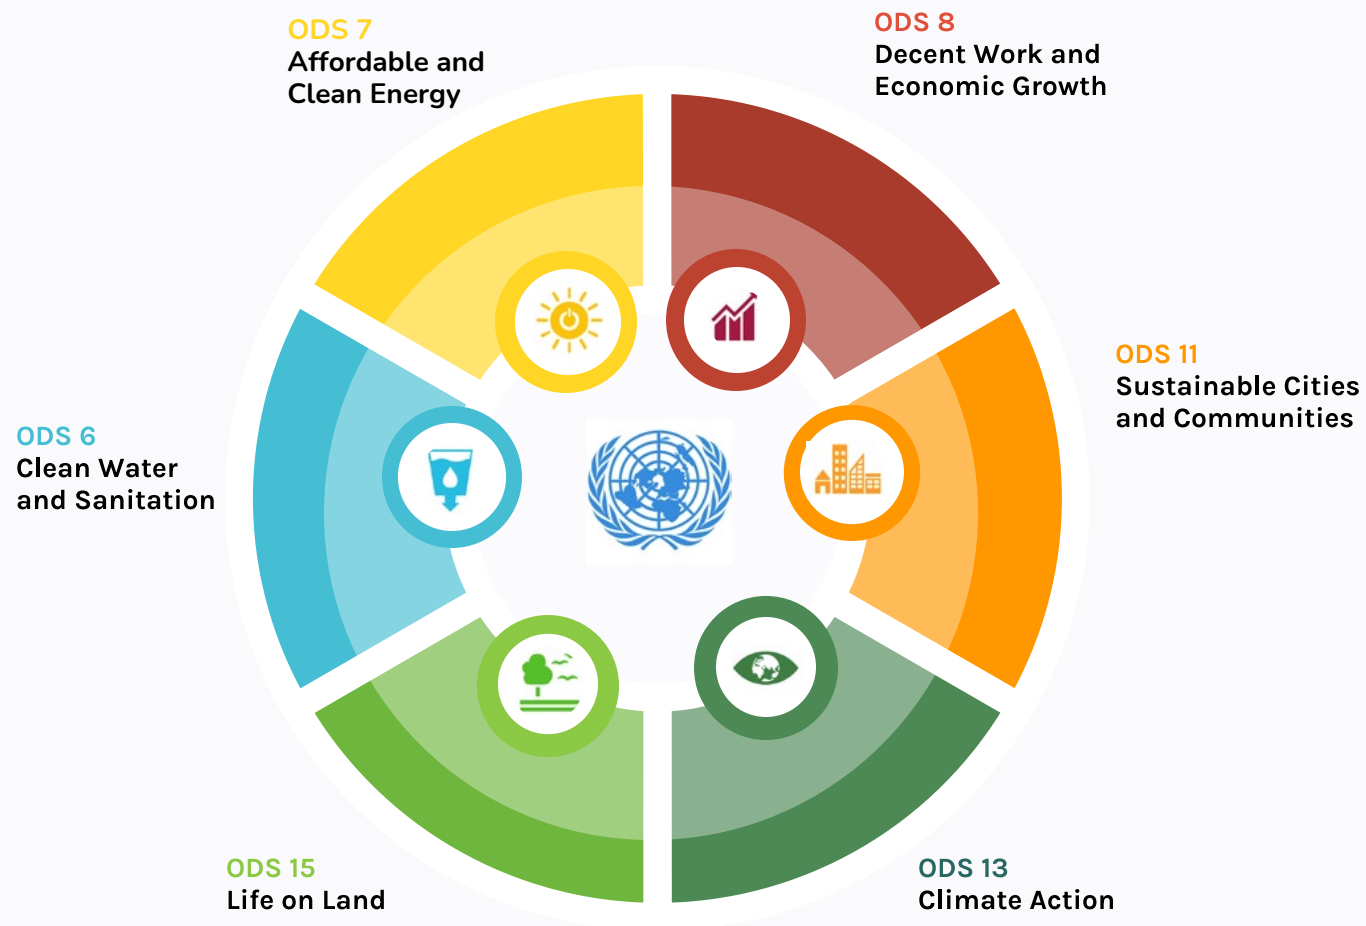 ODS 7
Affordable and
Clean Energy
ODS 8
Decent Work and
Economic Growth
ODS 11
Sustainable Cities
and Communities
ODS 6
Clean Water
and Sanitation
ODS 15
Life on Land
ODS 13
Climate Action